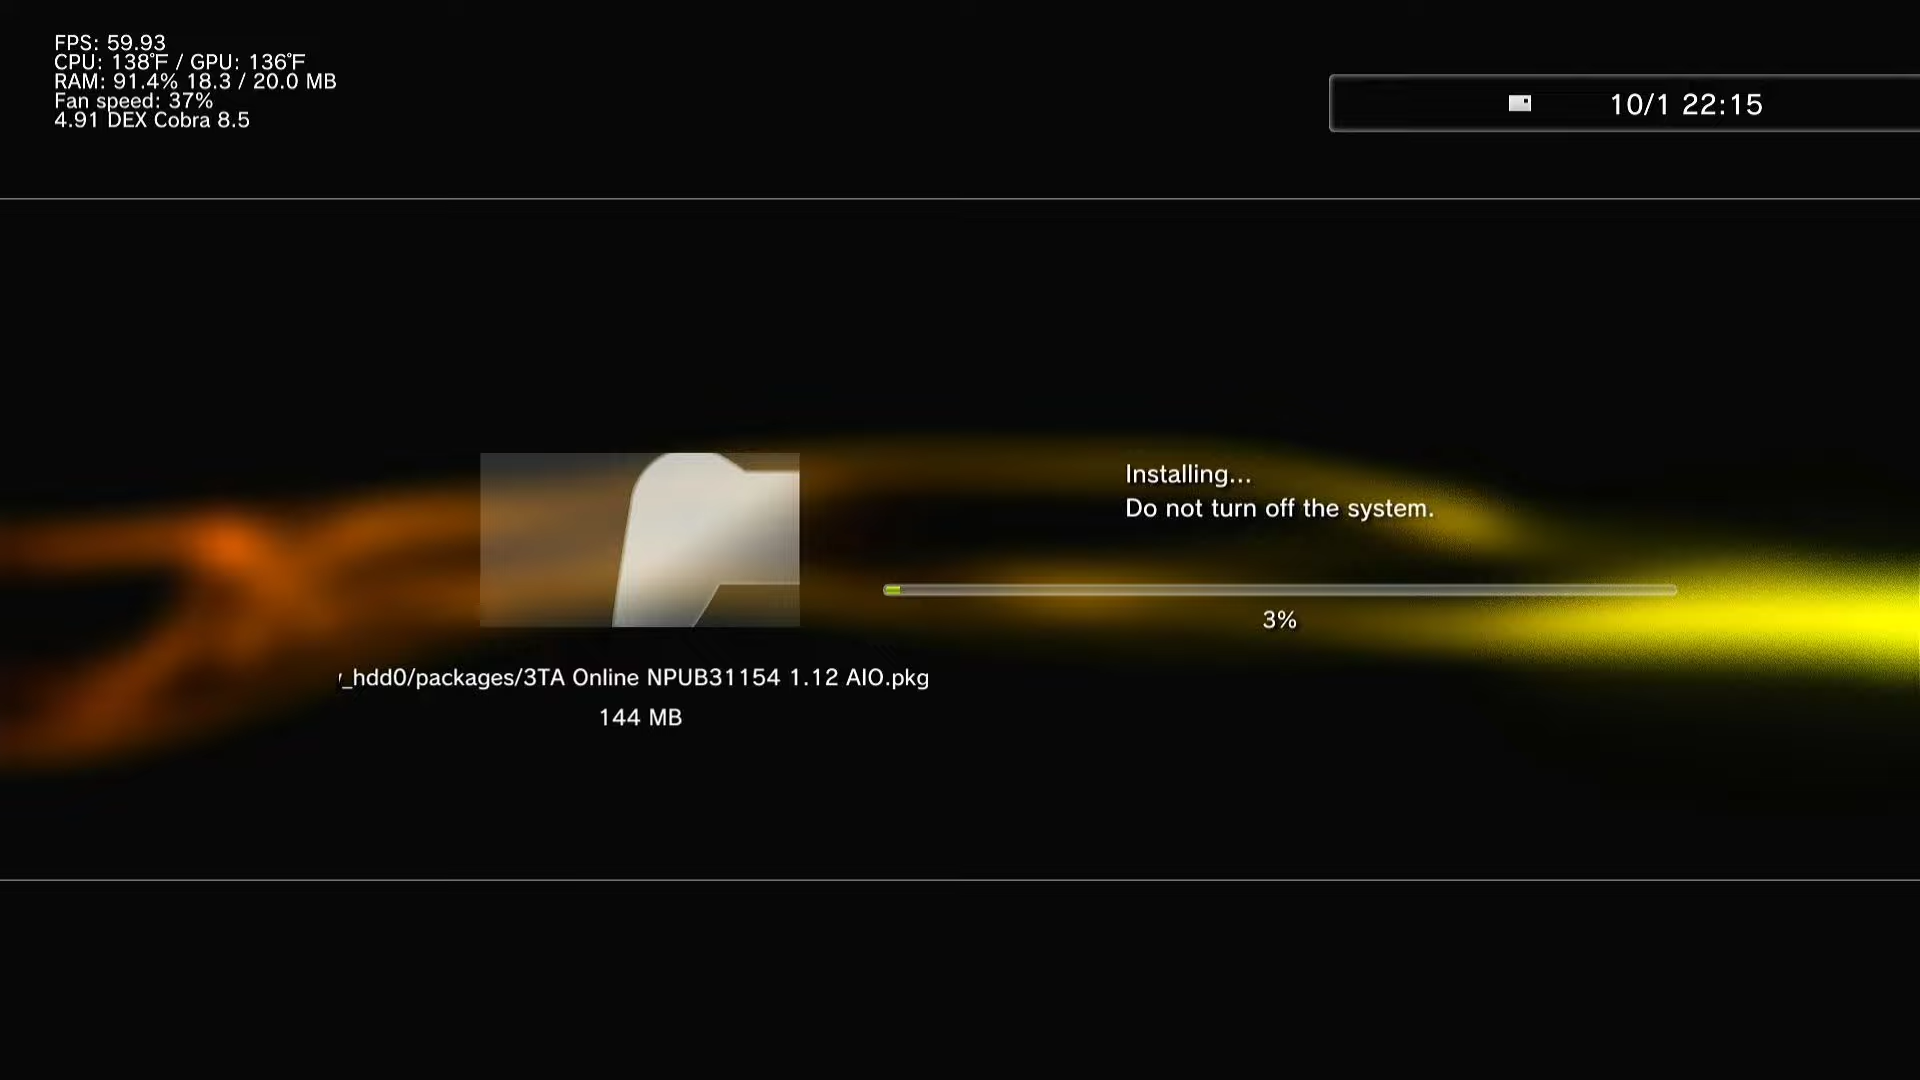 FPS: 59.93
CPU: 138°F / GPU: 136°F
RAM: 91.4% 18.3 / 20.0 MB
Fan speed: 37%
4.91 DEX Cobra 8.5
10/1 22:15
Installing...
Do not turn off the system.
3%
_hdd0/packages/3TA Online NPUB31154 1.12 AIO.pkg
144 MB